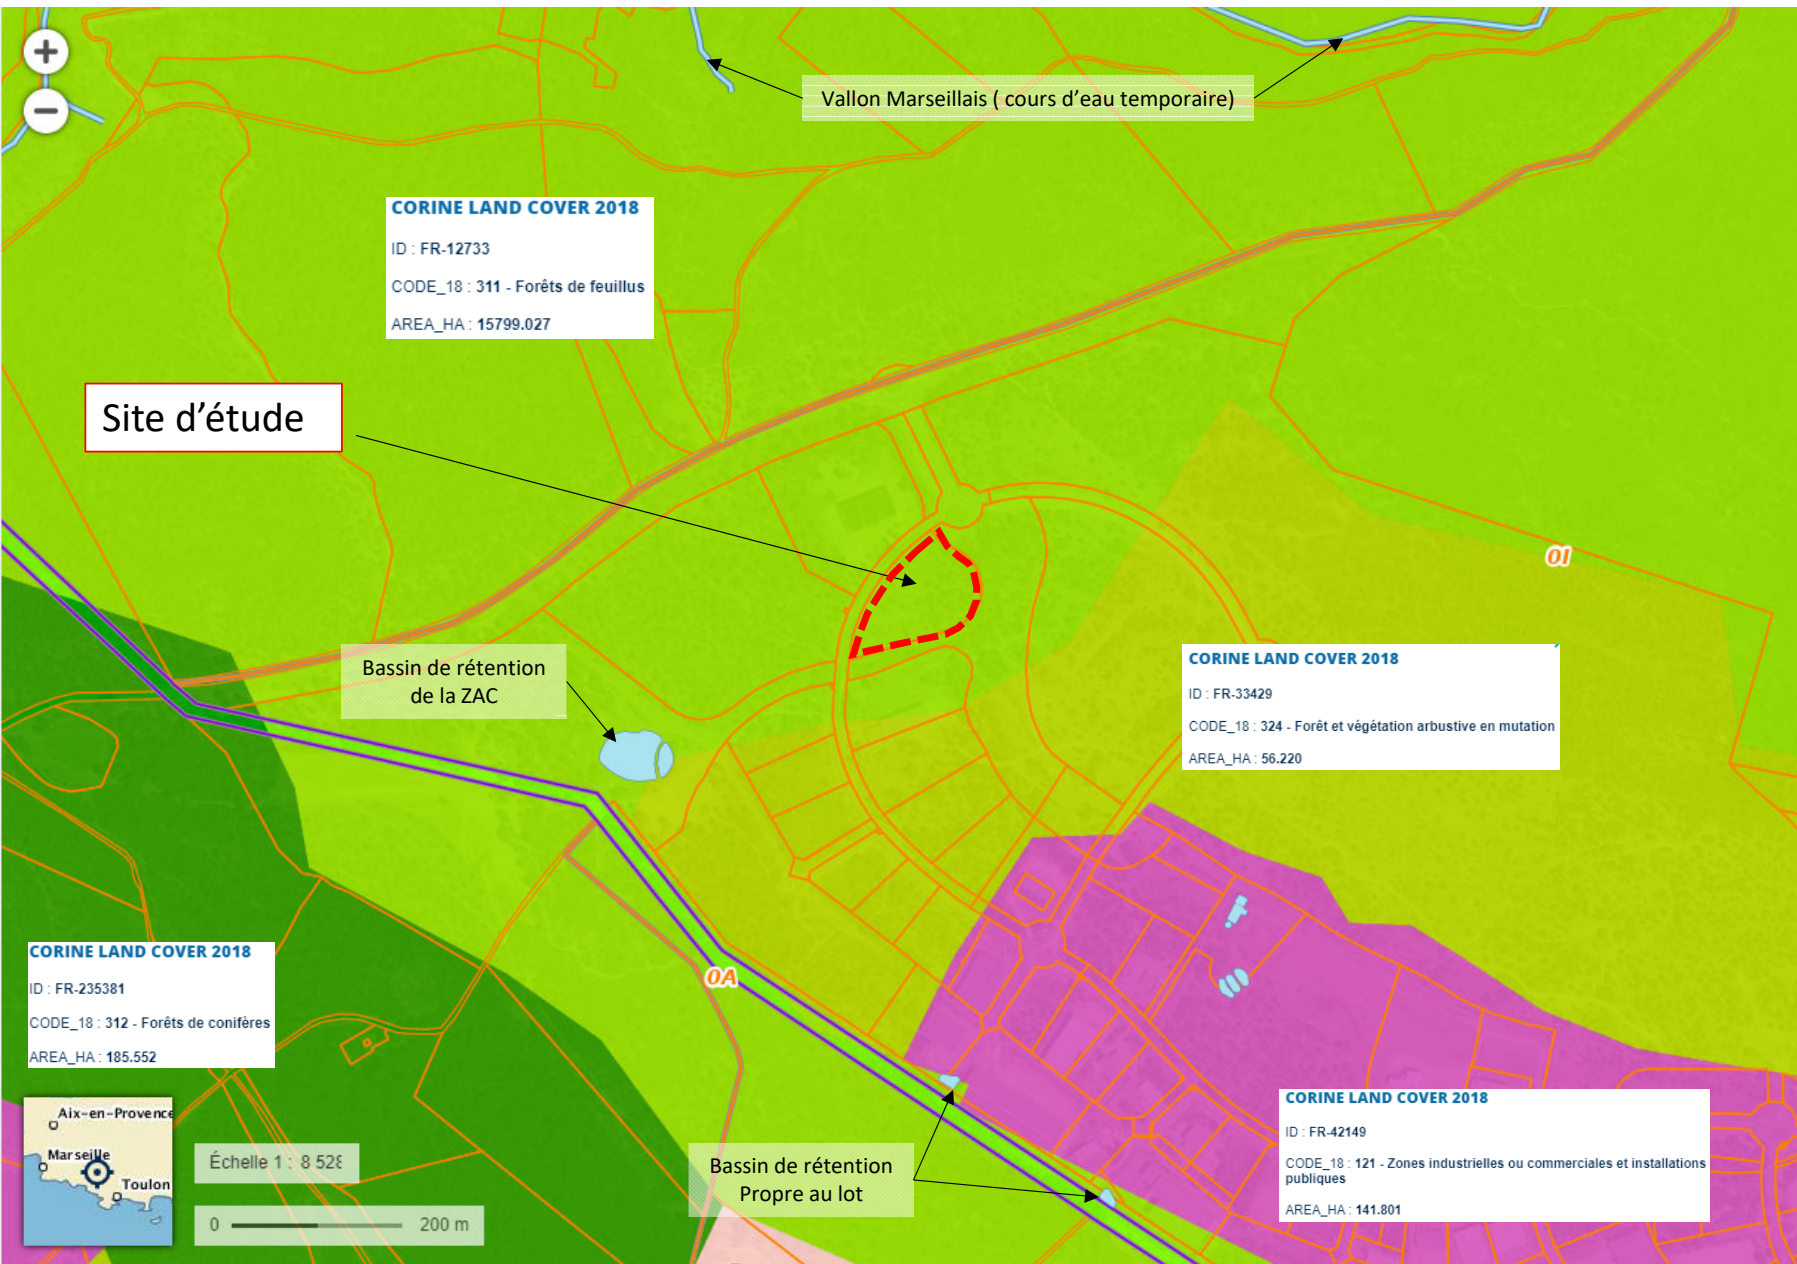 +
−
Vallon Marseillais ( cours d’eau temporaire)
CORINE LAND COVER 2018
ID : FR-12733
CODE_18 : 311 - Forêts de feuillus
AREA_HA : 15799.027
Site d’étude
OI
Bassin de rétention
de la ZAC
CORINE LAND COVER 2018
ID : FR-33429
CODE_18 : 324 - Forêt et végétation arbustive en mutation
AREA_HA : 56.220
CORINE LAND COVER 2018
ID : FR-235381
CODE_18 : 312 - Forêts de conifères
AREA_HA : 185.552
OA
Aix-en-Provence
Marseille
Toulon
Échelle 1 : 8 528
0 200 m
Bassin de rétention
Propre au lot
CORINE LAND COVER 2018
ID : FR-42149
CODE_18 : 121 - Zones industrielles ou commerciales et installations
publiques
AREA_HA : 141.801